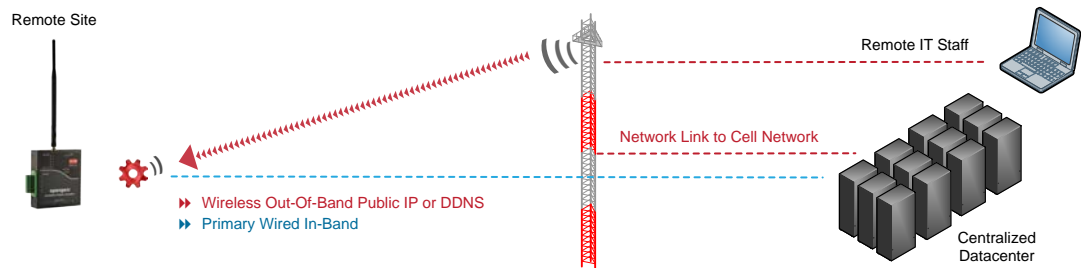 Remote Site
Remote IT Staff
Network Link to Cell Network
Wireless Out-Of-Band Public IP or DDNS
Primary Wired In-Band
Centralized
Datacenter